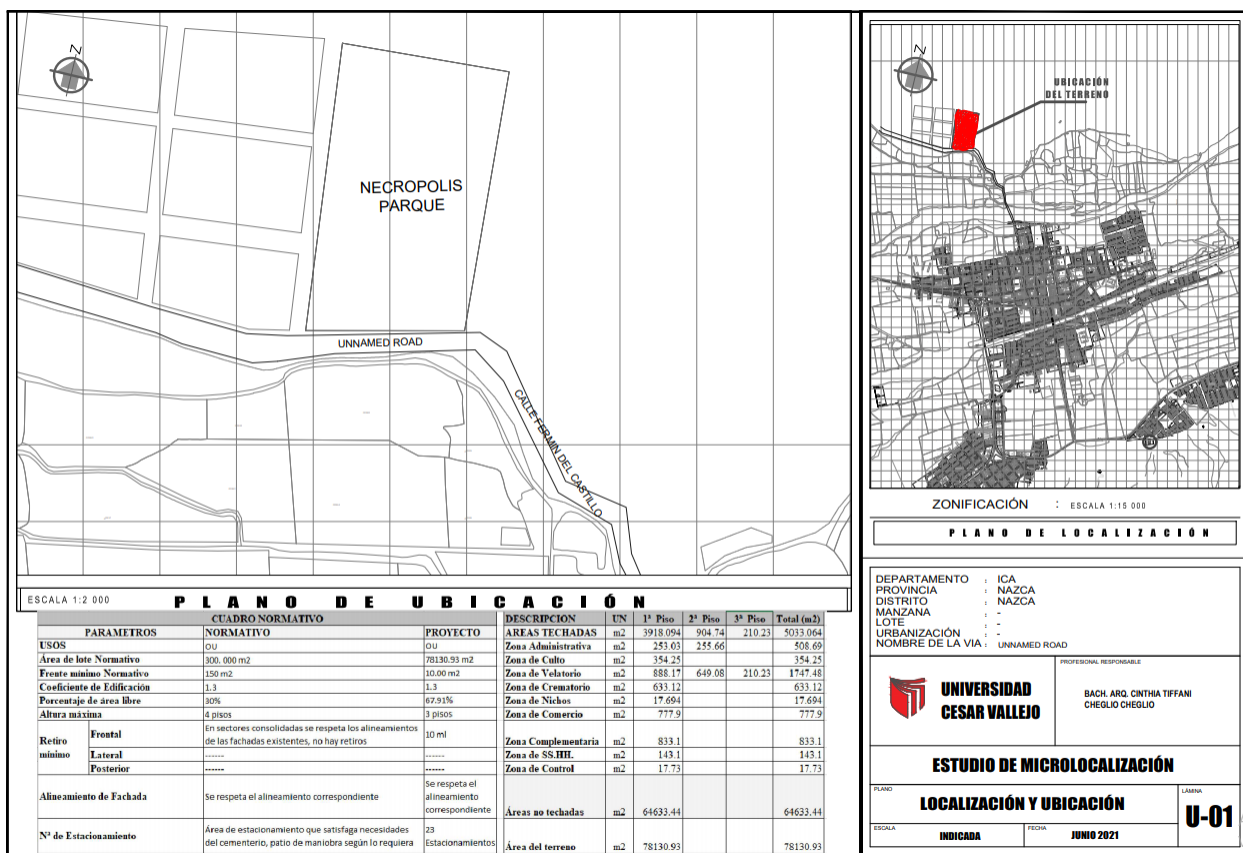 N
NECROPOLIS
PARQUE
UNNAMED ROAD
CALLE FERMIN DEL CASTILLO
ESCALA 1:2 000
PLANO DE UBICACIÓN
CUADRO NORMATIVO
PARAMETROS NORMATIVO PROYECTO
USOS OU OU
Área de lote Normativo 300. 000 m2 78130.93 m2
Frente mínimo Normativo 150 m2 10.00 m2
Coeficiente de Edificación 1.3 1.3
Porcentaje de área libre 30% 67.91%
Altura máxima 4 pisos 3 pisos
Retiro mínimo Frontal En sectores consolidadas se respeta los alineamientos
de las fachadas existentes, no hay retiros 10 ml
Lateral ------ ------
Posterior ------ ------
Alineamiento de Fachada Se respeta el alineamiento correspondiente Se respeta el
alineamiento
correspondiente
Nª de Estacionamiento Área de estacionamiento que satisfaga necesidades
del cementerio, patio de maniobra según lo requiera 23
Estacionamientos
DESCRIPCION UN 1ª Piso 2ª Piso 3ª Piso Total (m2)
AREAS TECHADAS m2 3918.094 904.74 210.23 5033.064
Zona Administrativa m2 253.03 255.66 508.69
Zona de Culto m2 354.25 354.25
Zona de Velatorio m2 888.17 649.08 210.23 1747.48
Zona de Crematorio m2 633.12 633.12
Zona de Nichos m2 17.694 17.694
Zona de Comercio m2 777.9 777.9
Zona Complementaria m2 833.1 833.1
Zona de SS.HH. m2 143.1 143.1
Zona de Control m2 17.73 17.73
Áreas no techadas m2 64633.44 64633.44
Área del terreno m2 78130.93 78130.93
N
UBICACIÓN
DEL TERRENO
ZONIFICACIÓN : ESCALA 1:15 000
PLANO DE LOCALIZACIÓN
DEPARTAMENTO : ICA
PROVINCIA : NAZCA
DISTRITO : NAZCA
MANZANA : -
LOTE : -
URBANIZACIÓN : -
NOMBRE DE LA VIA : UNNAMED ROAD
UNIVERSIDAD
CESAR VALLEJO
PROFESIONAL RESPONSABLE
BACH. ARQ. CINTHIA TIFFANI
CHEGLIO CHEGLIO
ESTUDIO DE MICROLOCALIZACIÓN
PLANO
LOCALIZACIÓN Y UBICACIÓN
LÁMINA
U-01
ESCALA
INDICADA
FECHA
JUNIO 2021